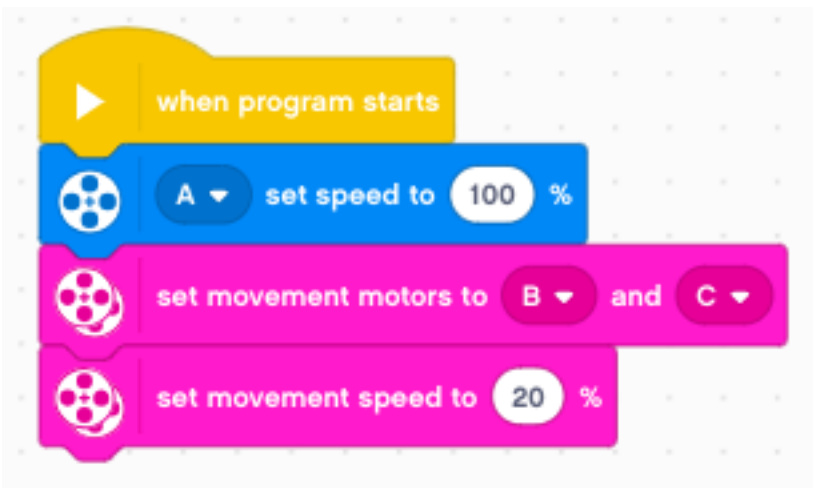 when program starts
A set speed to 100 %
set movement motors to B and C
set movement speed to 20 %